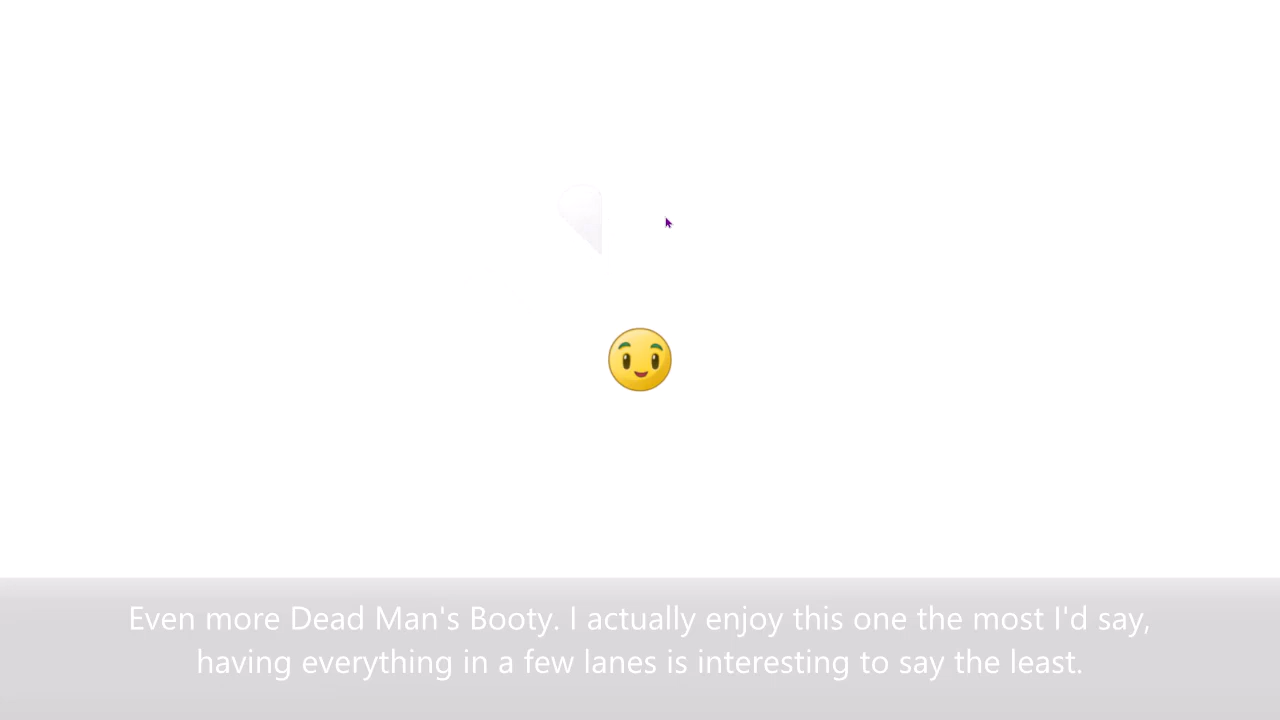 Even more Dead Man's Booty. I actually enjoy this one the most I'd say,
having everything in a few lanes is interesting to say the least.